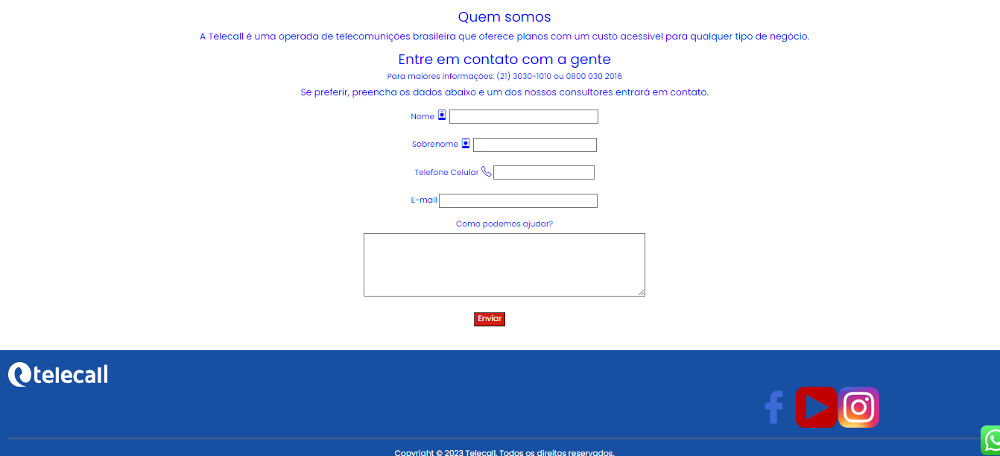 Quem somos
A Telecall é uma operada de telecomunições brasileira que oferece planos com um custo acessivel para qualquer tipo de negócio.
Entre em contato com a gente
Para maiores informações: (21) 3030-1010 ou 0800 030 2016
Se preferir, preencha os dados abaixo e um dos nossos consultores entrará em contato.
Nome
Sobrenome
Telefone Celular
E-mail
Como podemos ajudar?
Enviar
telecall
Copyright © 2023 Telecall. Todos os direitos reservados.